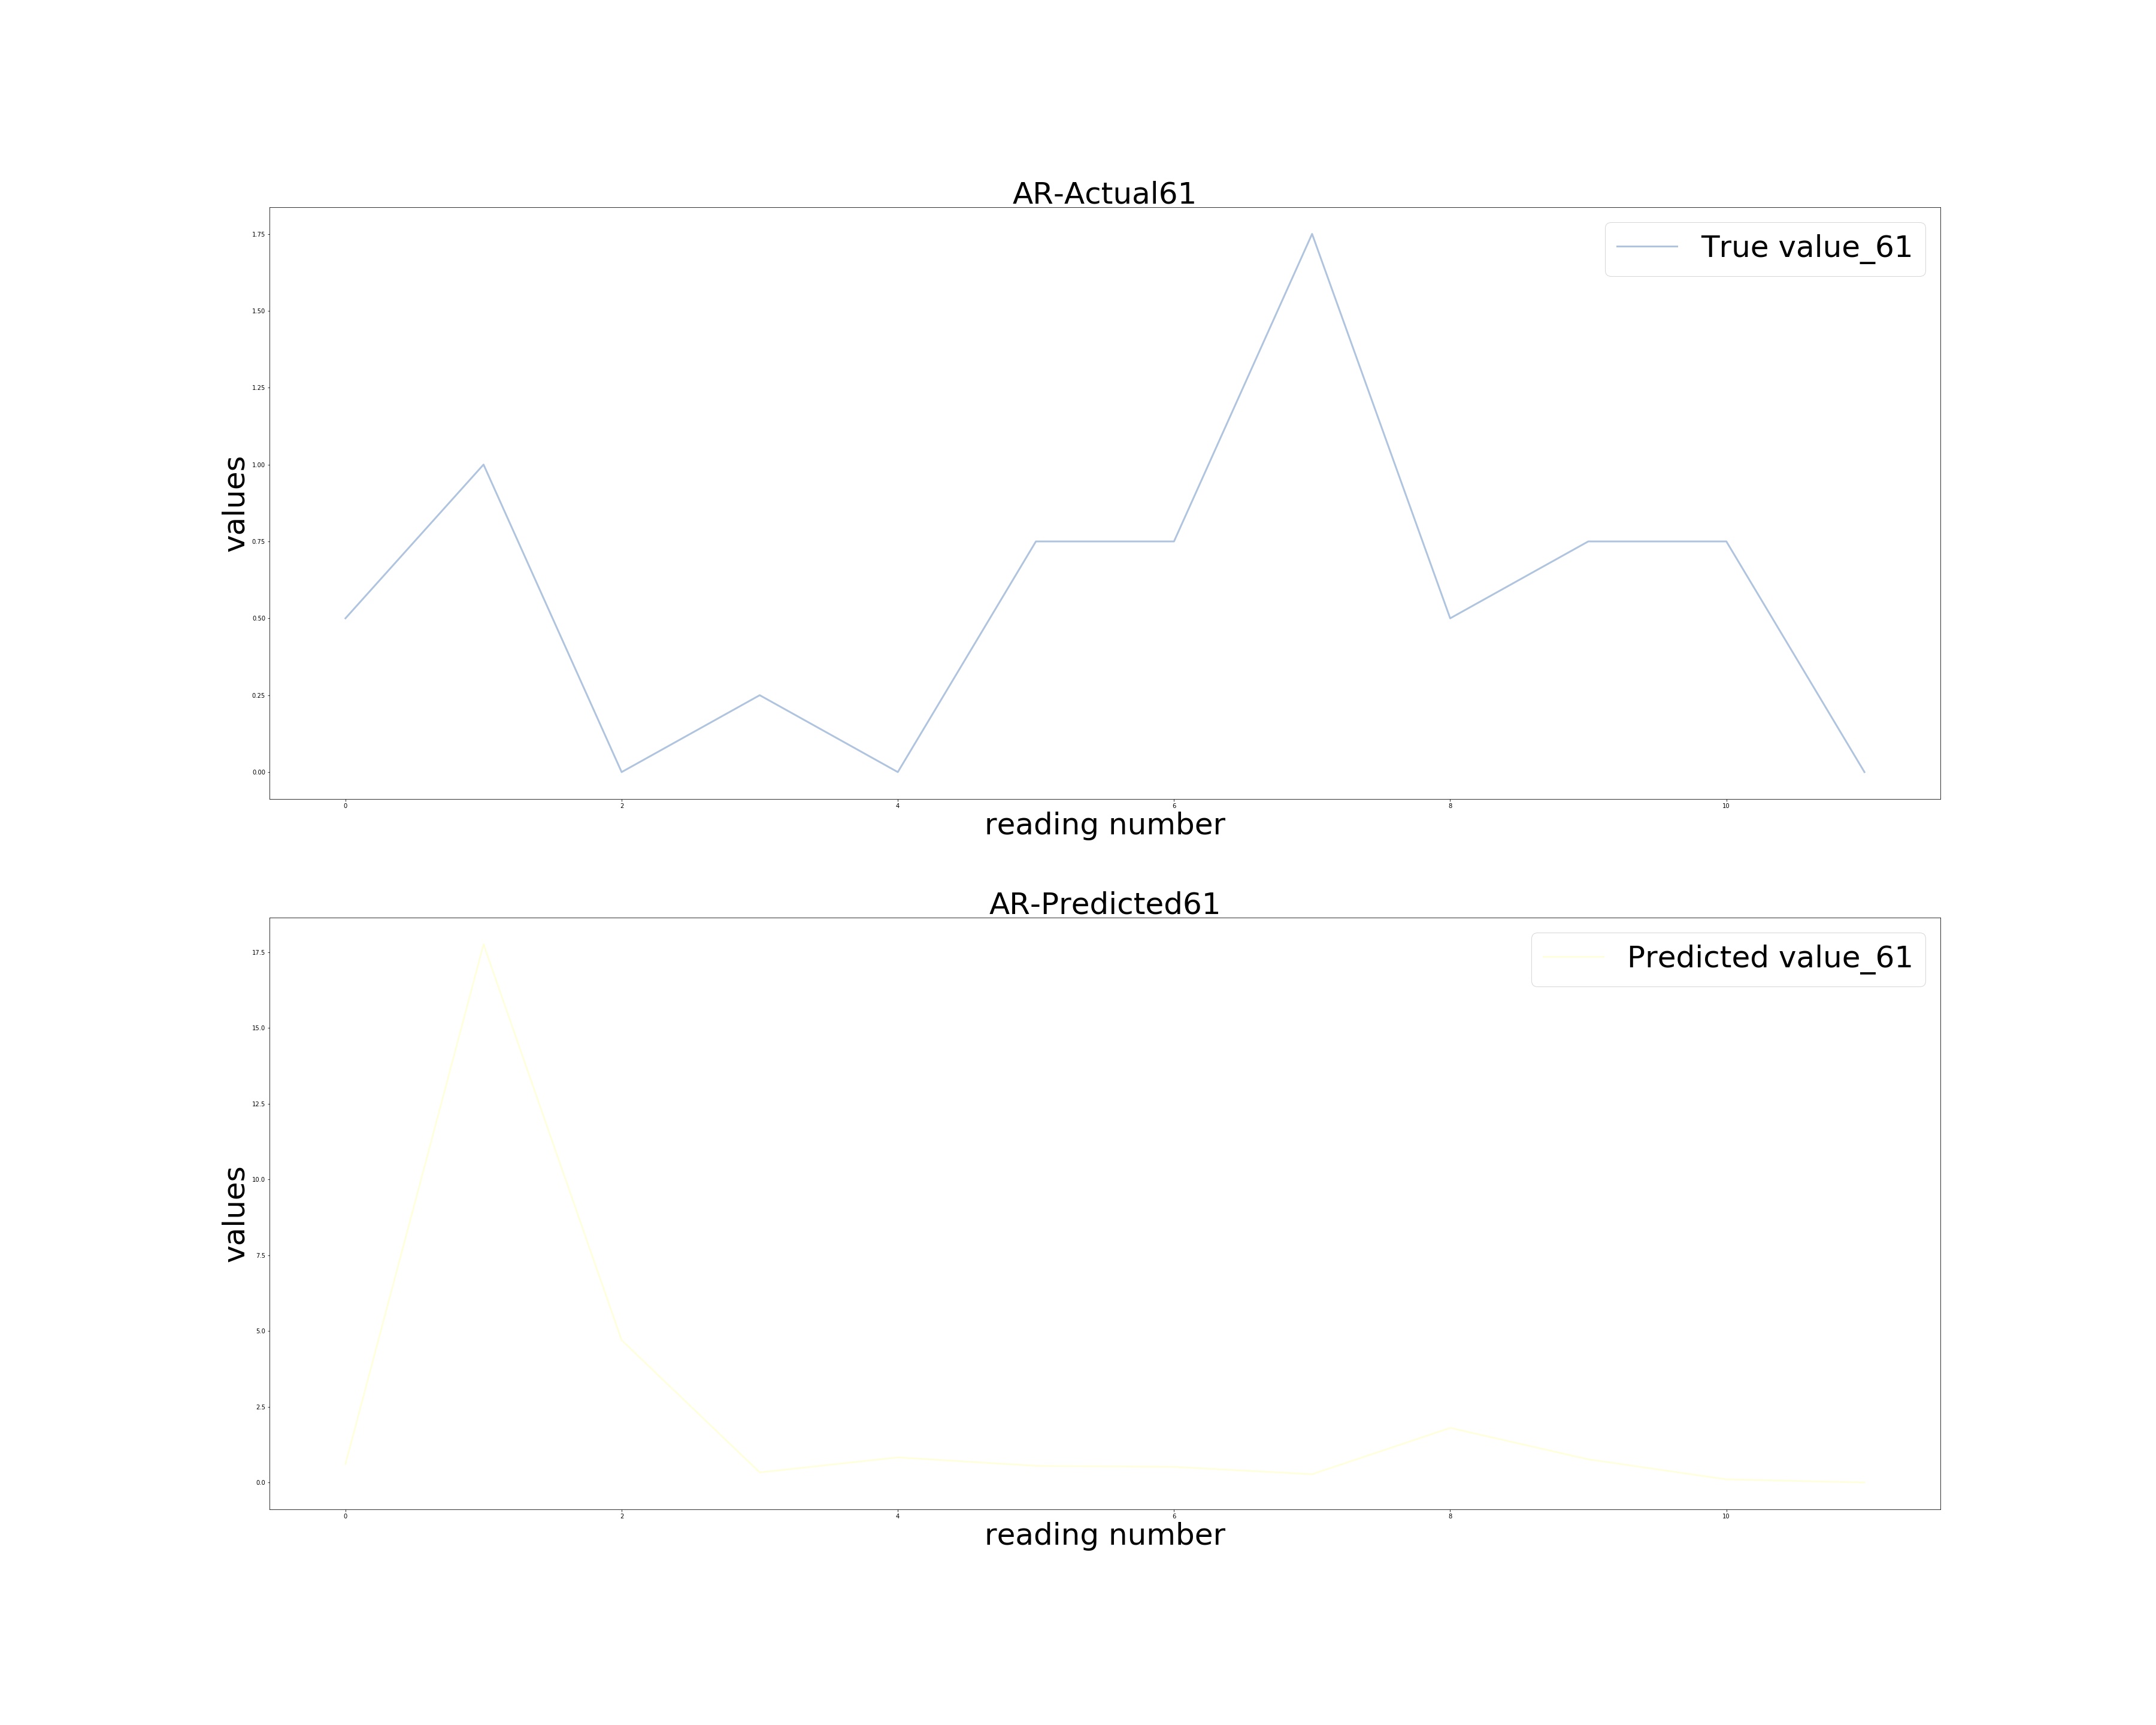 AR-Actual61
True value_61
values
1.75
1.50
1.25
1.00
0.75
0.50
0.25
0.00
0 2 4 6 8 10
reading number
AR-Predicted61
Predicted value_61
values
17.5
15.0
12.5
10.0
7.5
5.0
2.5
0.0
0 2 4 6 8 10
reading number